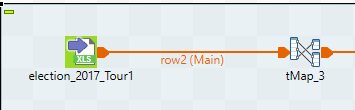 XLS
row2 (Main)
election_2017_Tour1
tMap_3